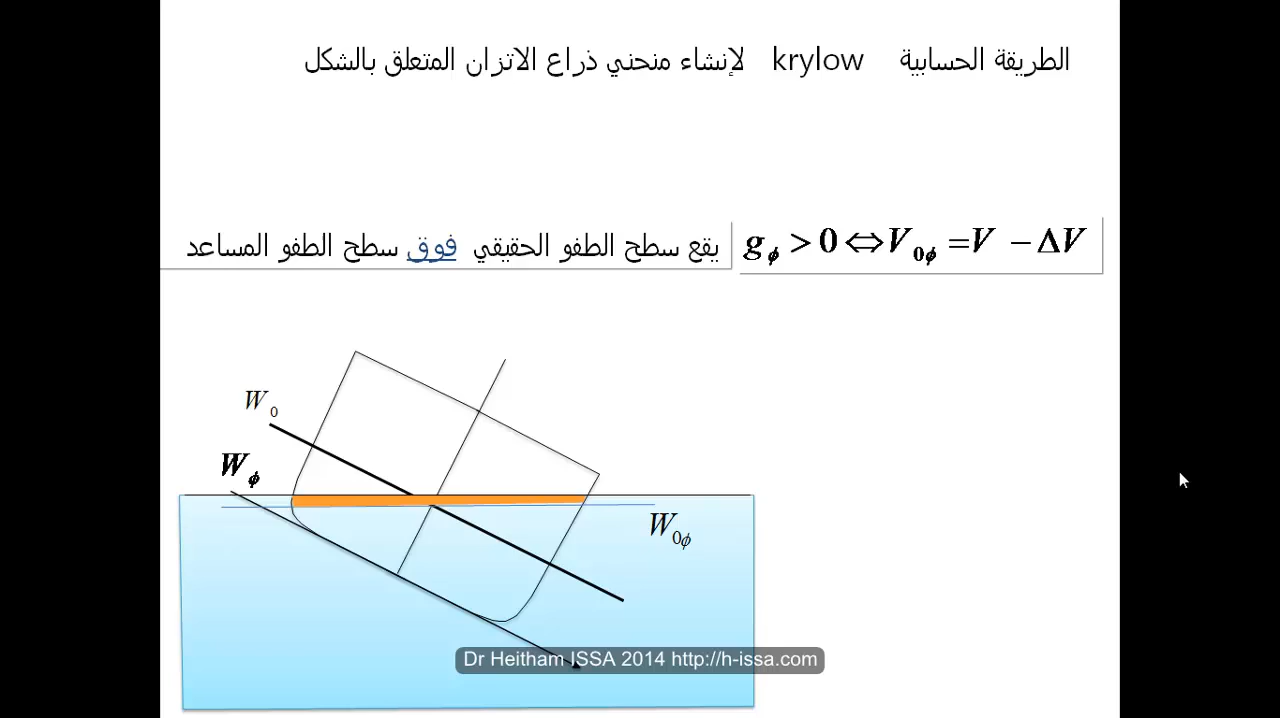 الطريقة الحسابية krylow لإنشاء منحني ذراع الاتزان المتعلق بالشكل
gϕ > 0 ⇔ V0ϕ = V − ΔV يقع سطح الطفو الحقيقي فوق سطح الطفو المساعد
W0
Wϕ
W0ϕ
Dr Heitham ISSA 2014 http://h-issa.com